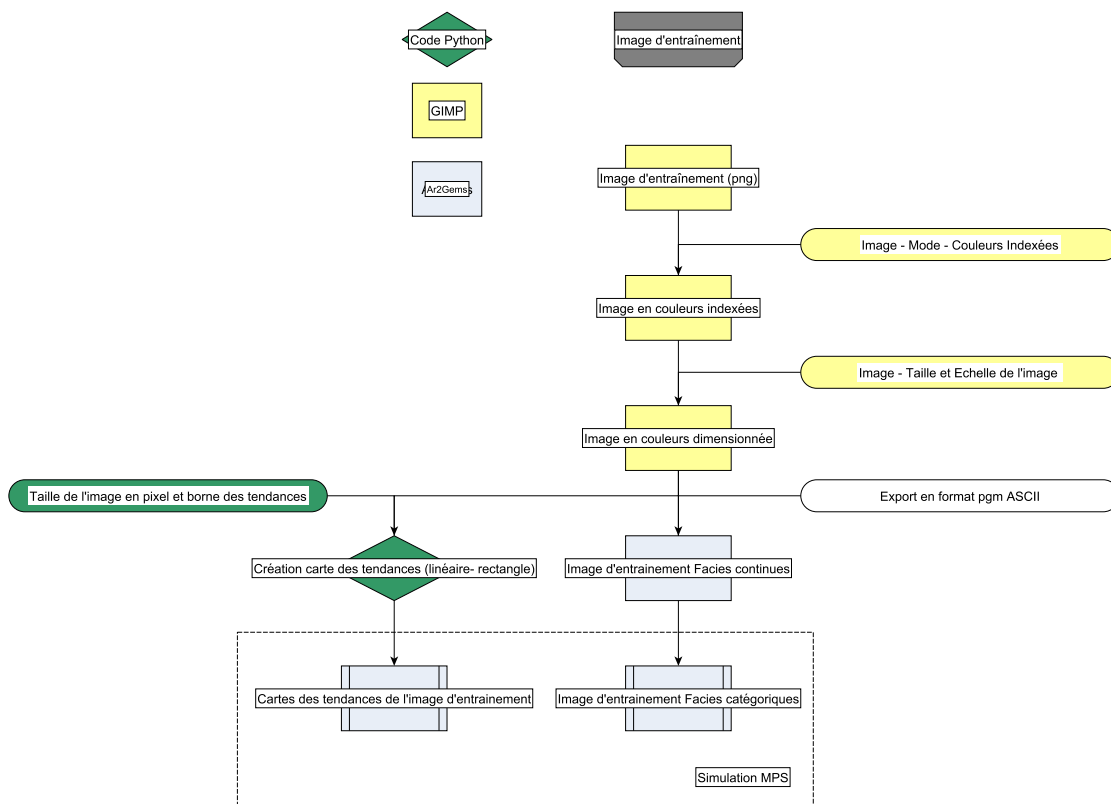 Code Python
Image d'entraînement
GIMP
Ar2Gems
Image d'entraînement (png)
Image - Mode - Couleurs Indexées
Image en couleurs indexées
Image - Taille et Echelle de l'image
Image en couleurs dimensionnée
Taille de l'image en pixel et borne des tendances
Export en format pgm ASCII
Création carte des tendances (linéaire- rectangle)
Image d'entrainement Facies continues
Cartes des tendances de l'image d'entrainement
Image d'entrainement Facies catégoriques
Simulation MPS